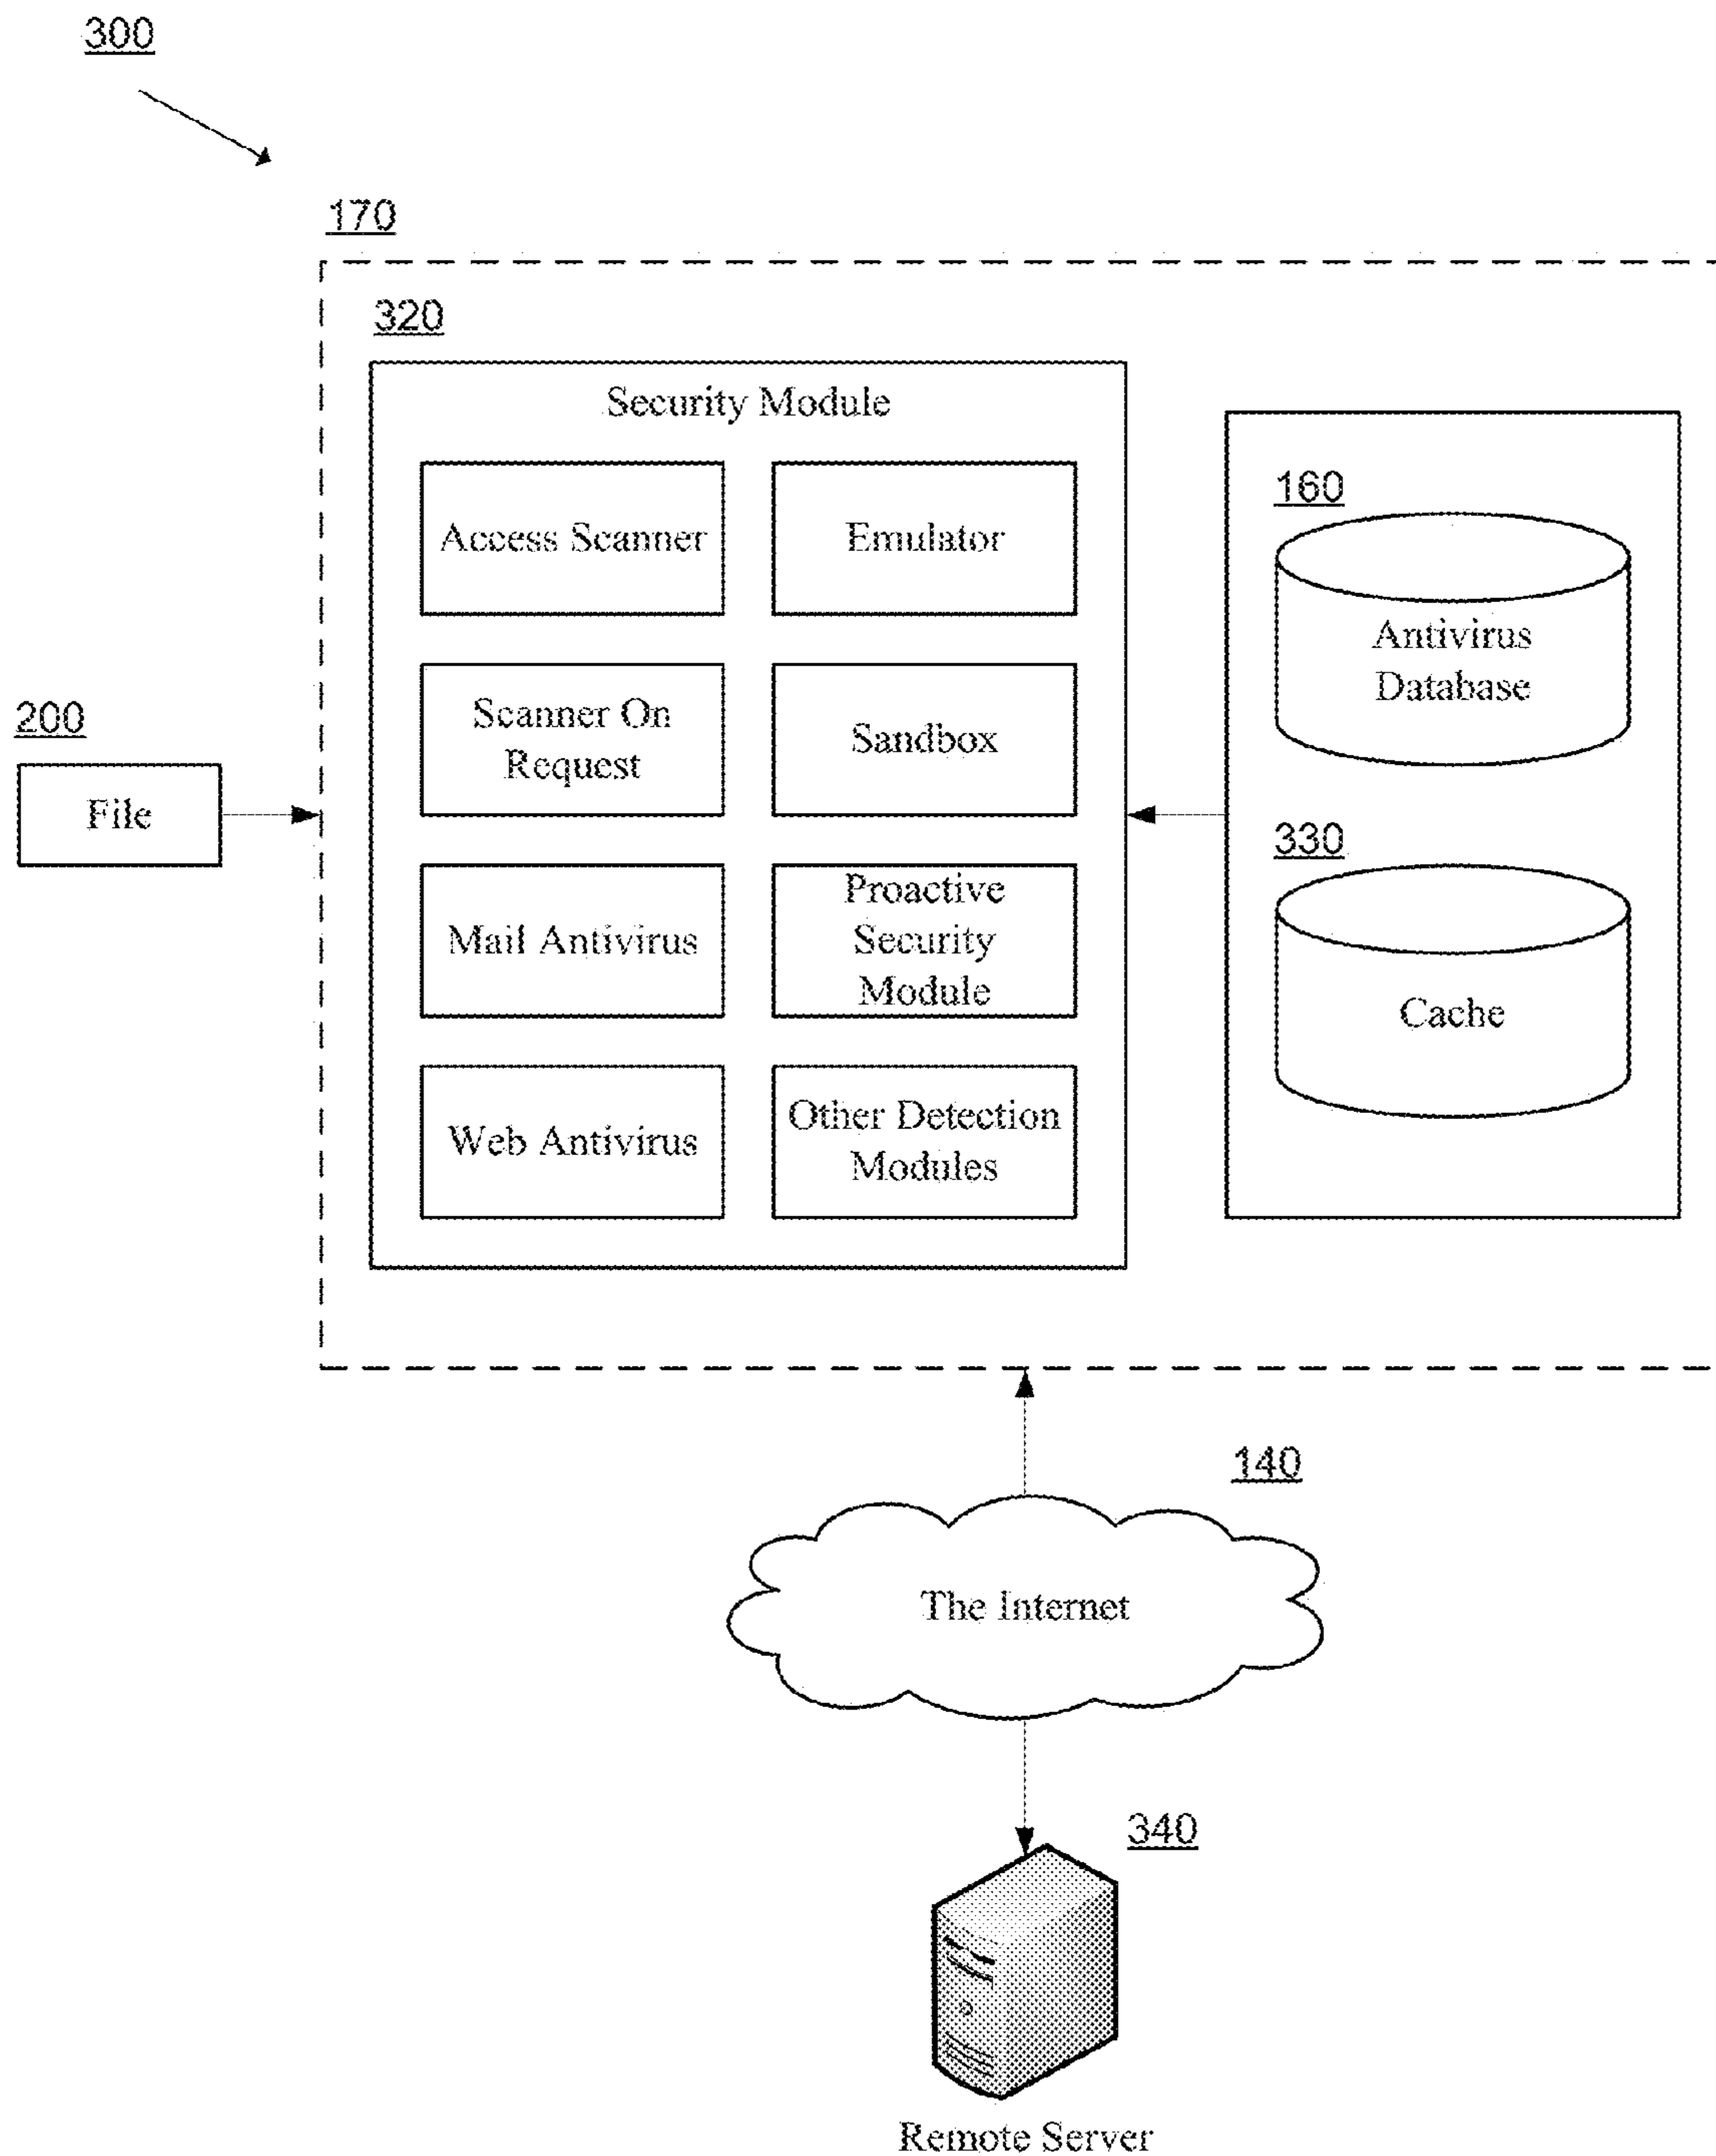 300
170
320
Security Module
Access Scanner
Emulator
160
Antivirus
Database
200
File
Scanner On
Request
Sandbox
330
Cache
Mail Antivirus
Proactive
Security
Module
Web Antivirus
Other Detection
Modules
140
The Internet
340
Remote Server